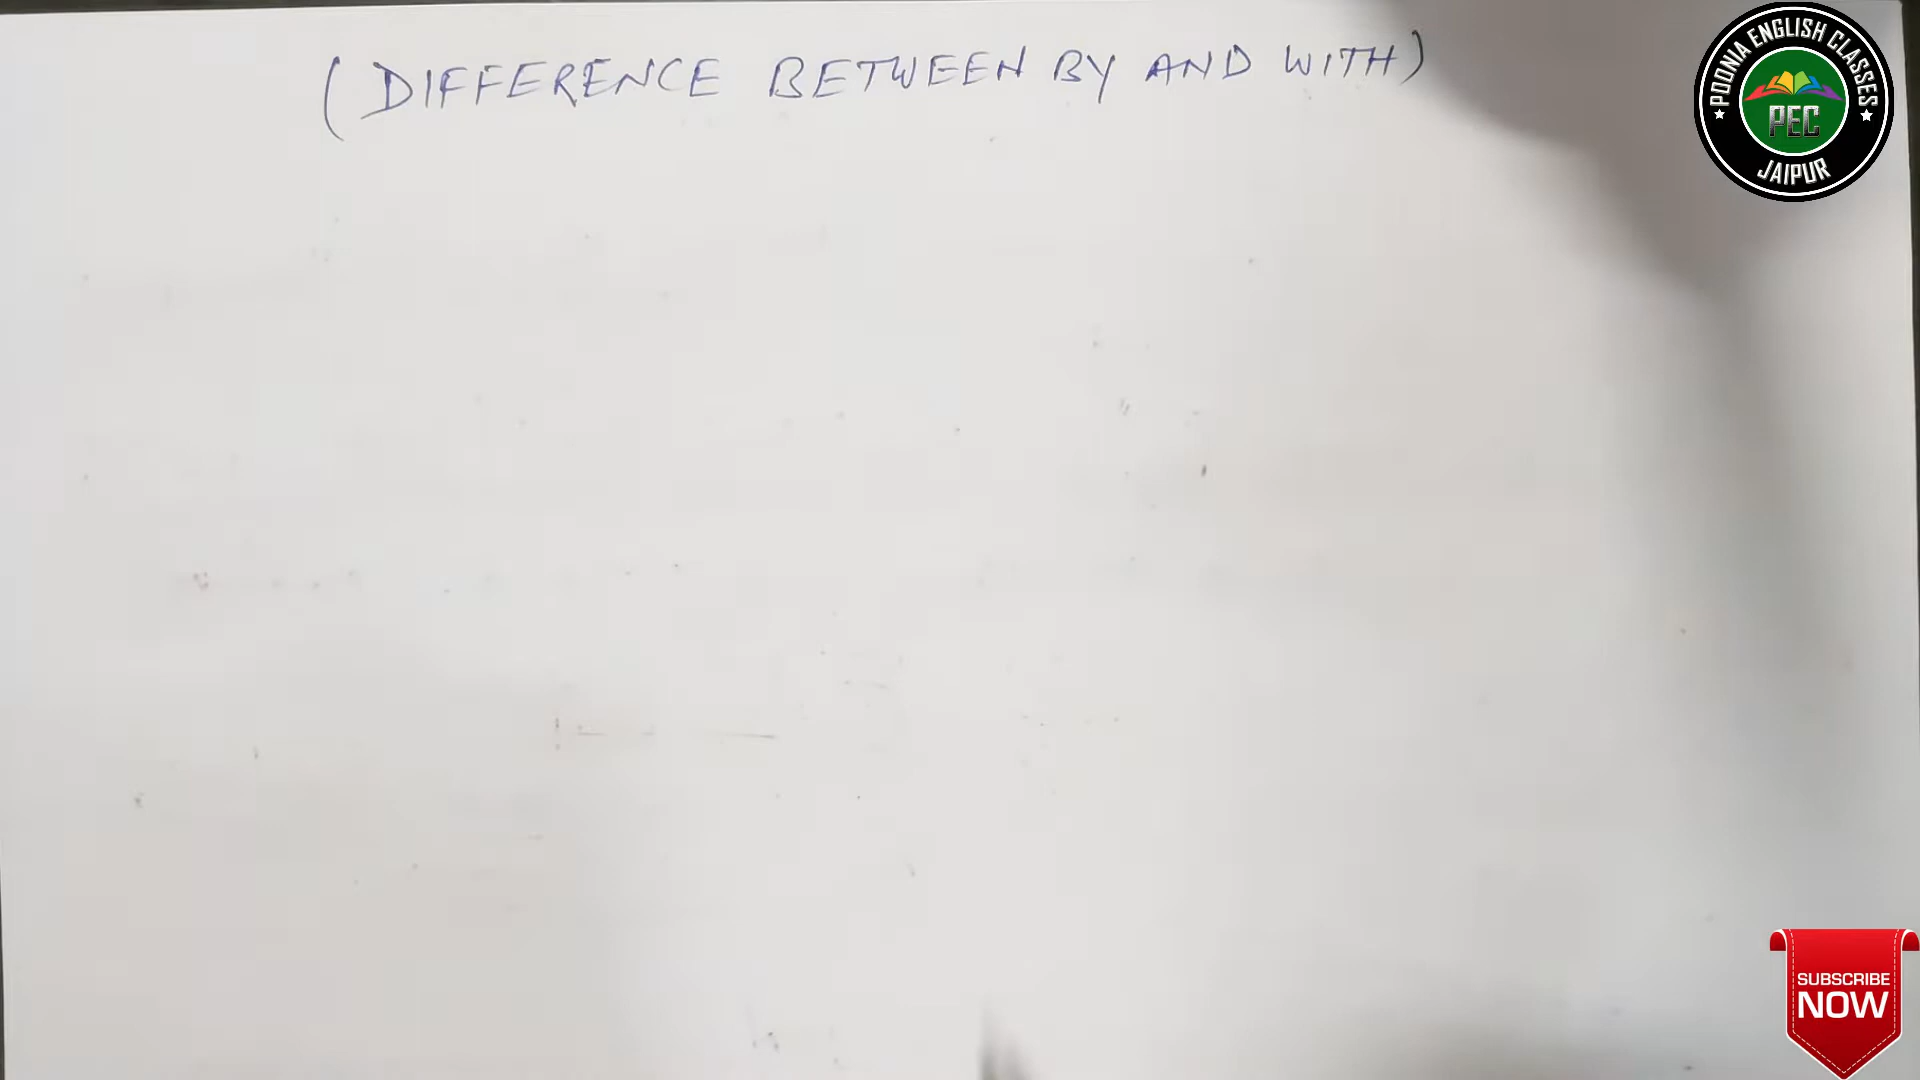 (DIFFERENCE BETWEEN BY AND WITH)
POONIA ENGLISH CLASSES
PEC
JAIPUR
SUBSCRIBE
NOW